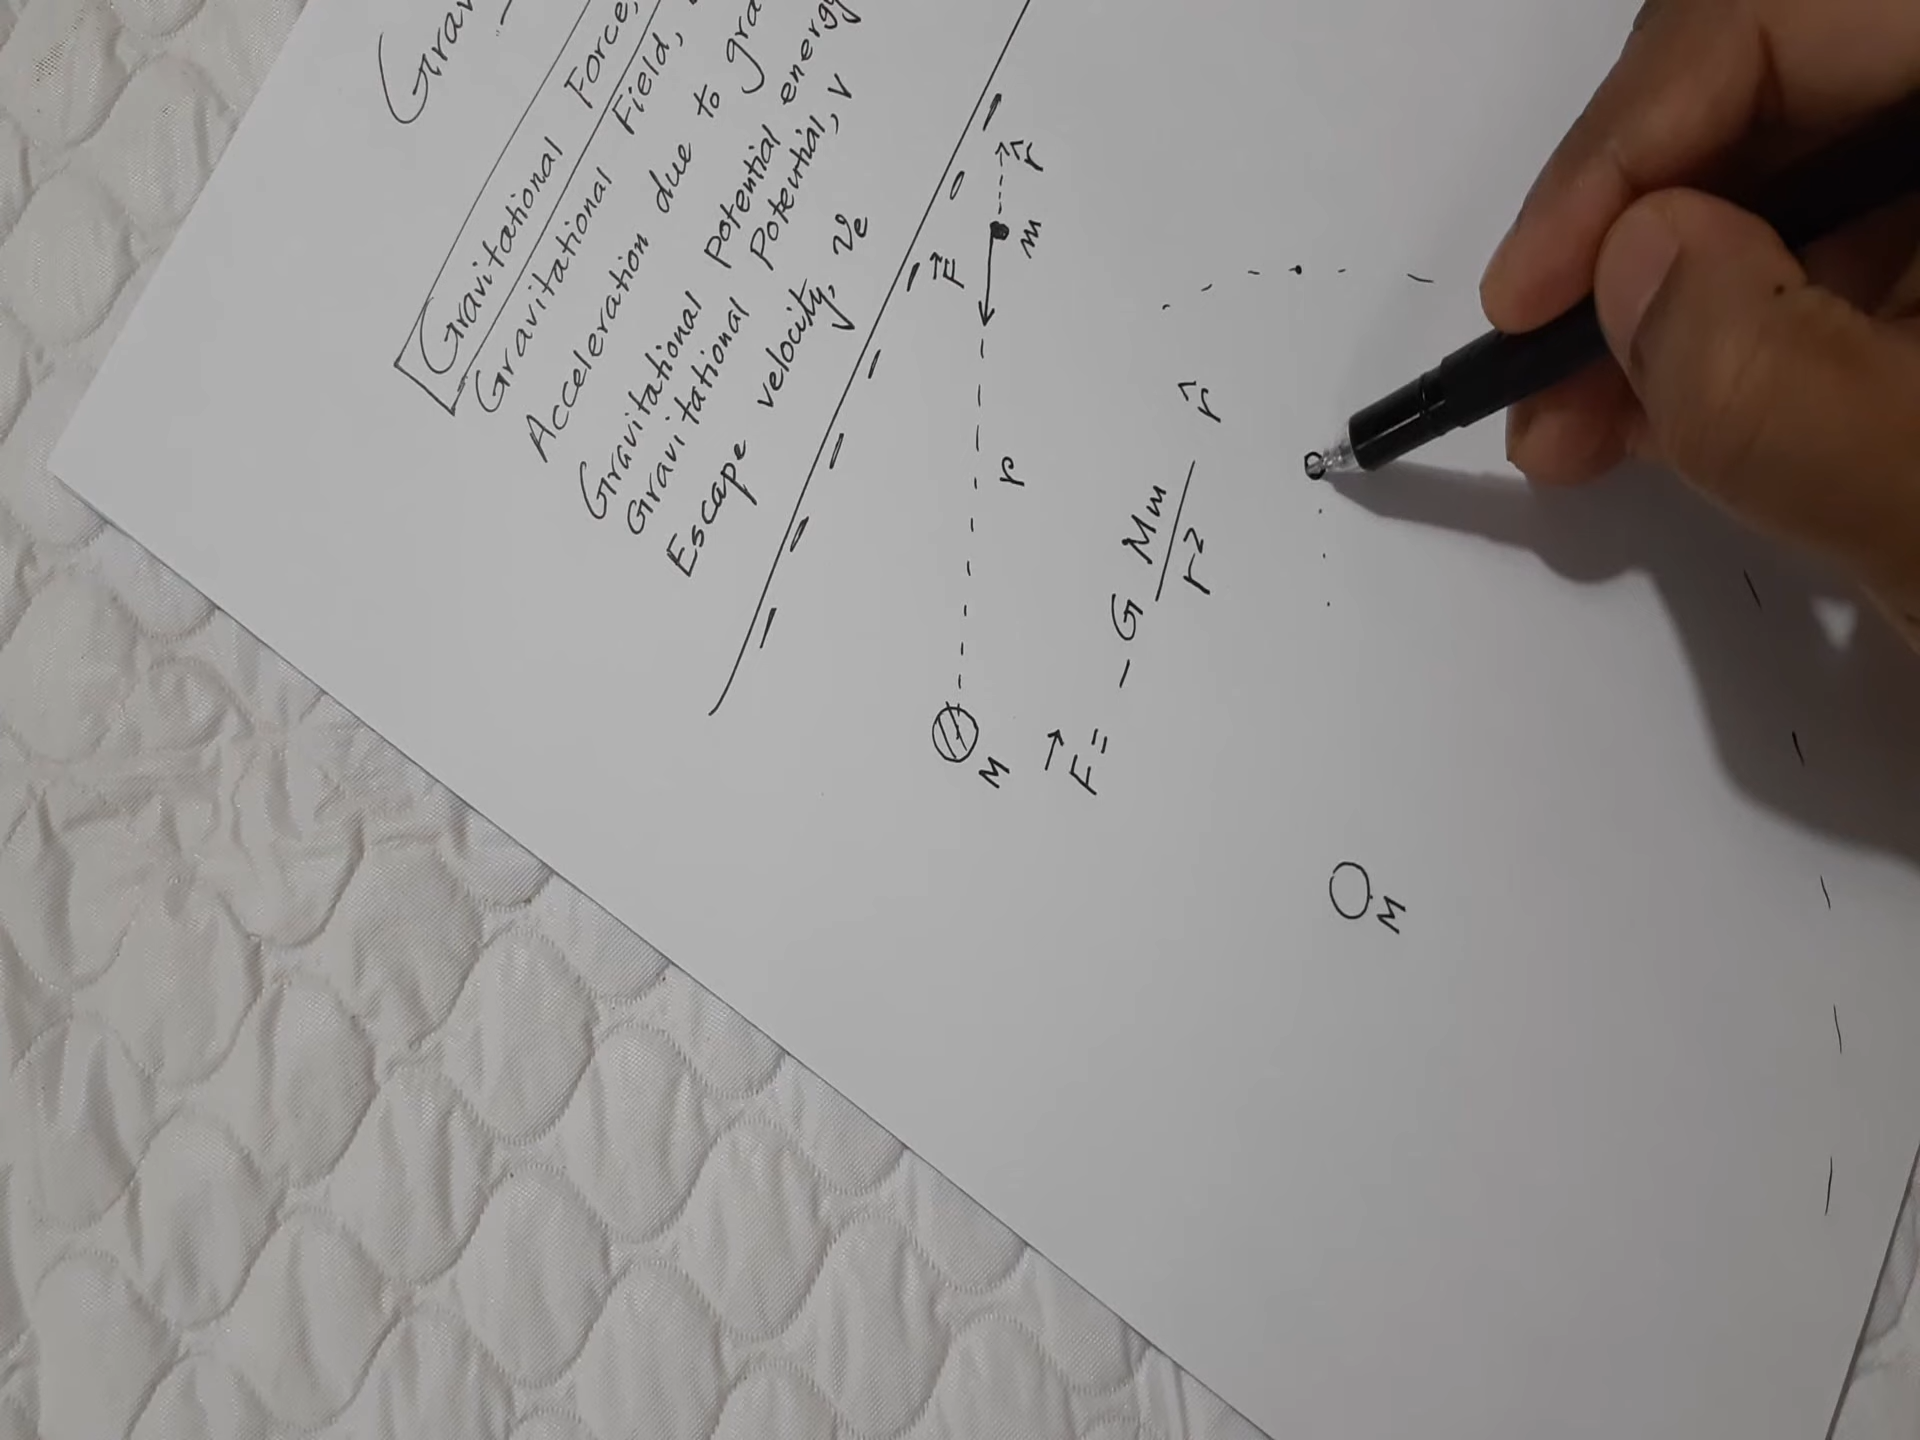 Grav
Gravitational Force,
Gravitational Field,
Acceleration due to gra
Gravitational potential energy
Gravitational Potential, V
Escape velocity, ve
F⃗
m
r̂
r
M
F⃗ = - G Mm/r² r̂
M